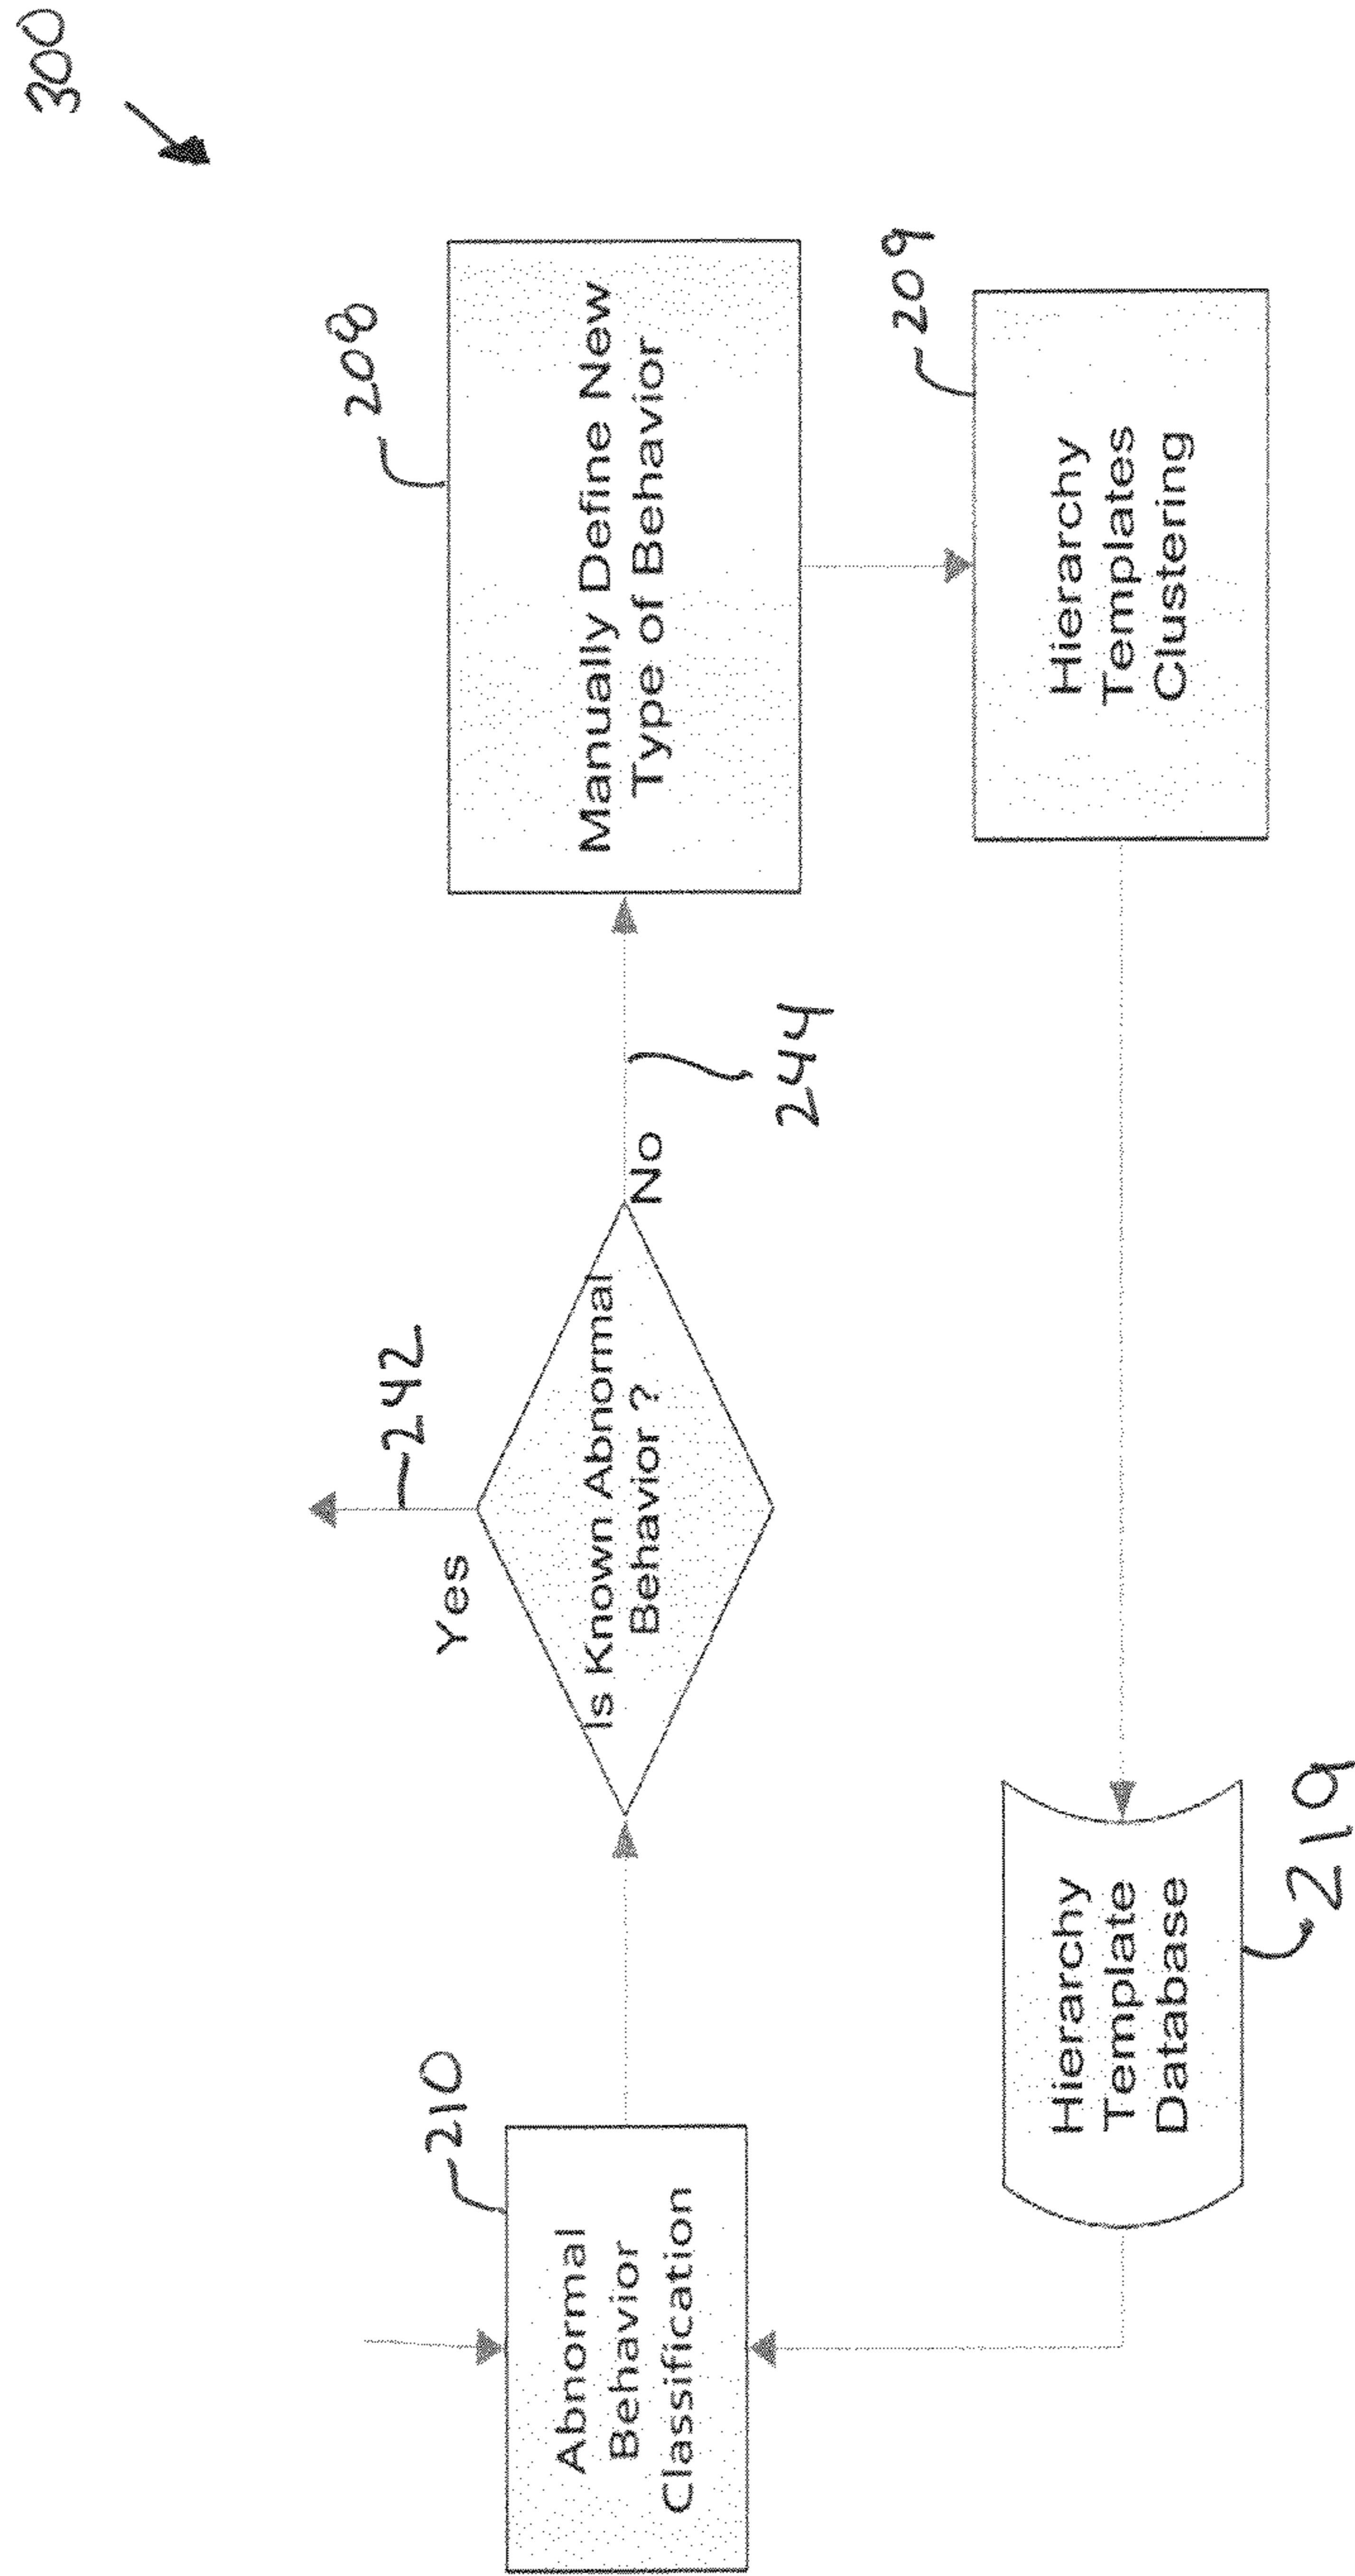 300
210
Abnormal
Behavior
Classification
Yes
242
Is Known Abnormal
Behavior ?
No
244
208
Manually Define New
Type of Behavior
209
Hierarchy
Templates
Clustering
Hierarchy
Template
Database
219